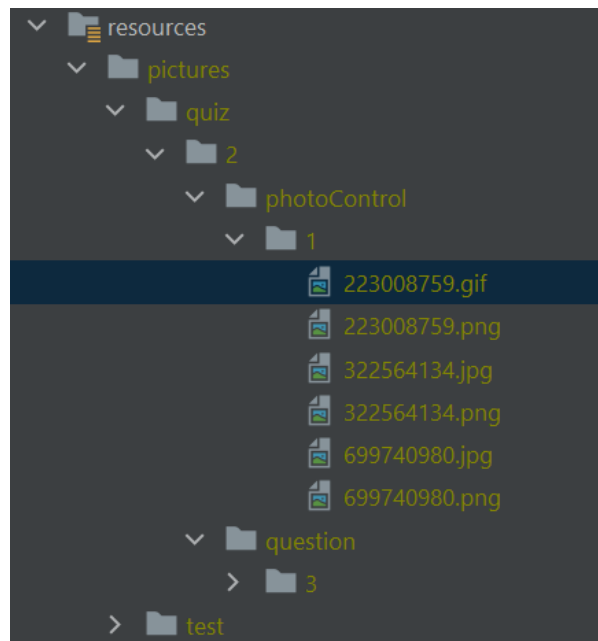 resources
pictures
quiz
2
photoControl
1
223008759.gif
223008759.png
322564134.jpg
322564134.png
699740980.jpg
699740980.png
question
3
test